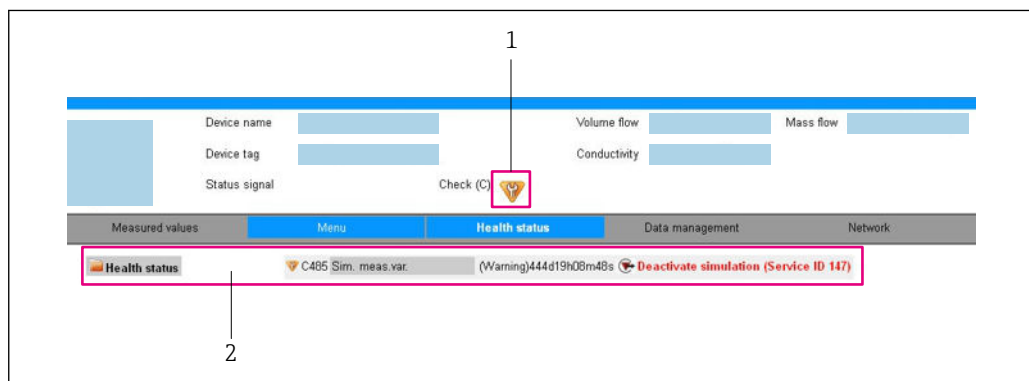 1
Device name Volume flow Mass flow
Device tag Conductivity
Status signal Check (C)
Measured values Menu Health status Data management Network
Health status C485 Sim. meas.var. (Warning)444d19h08m48s Deactivate simulation (Service ID 147)
2